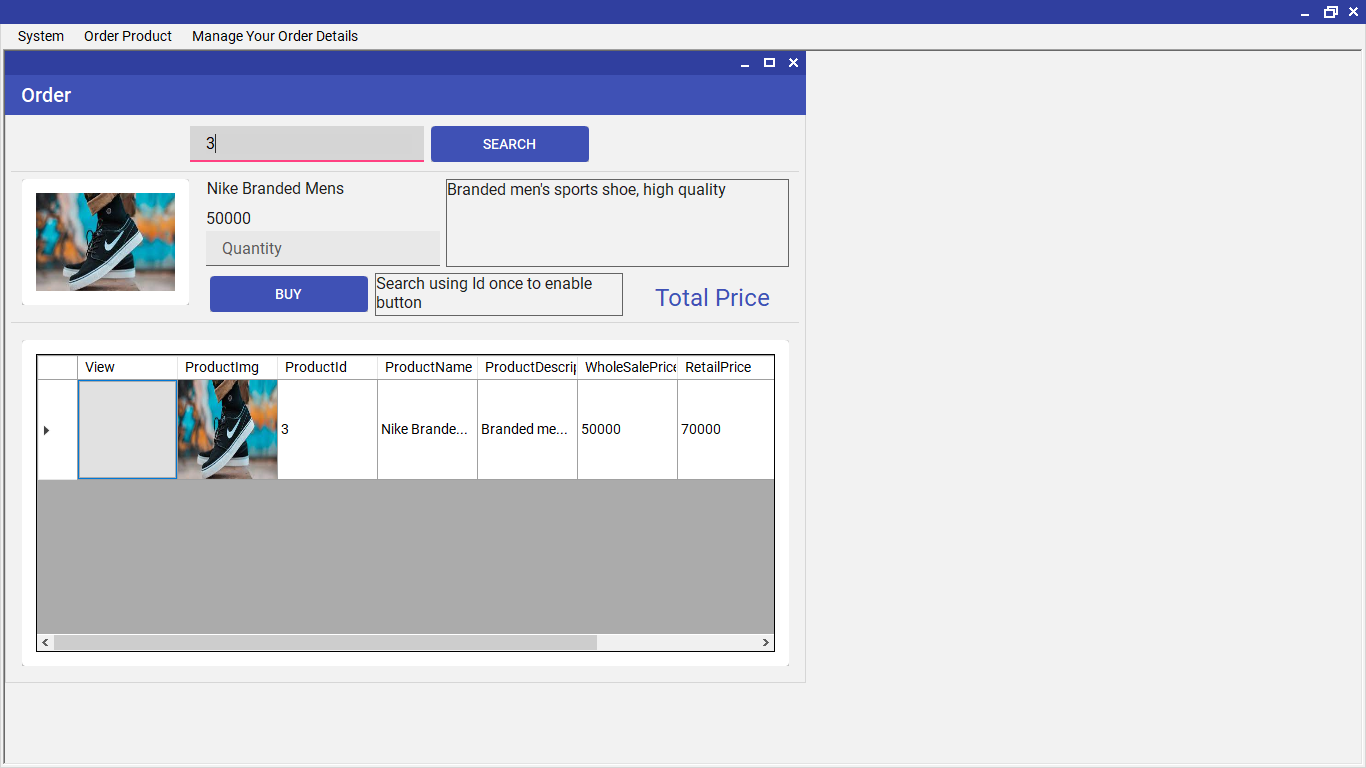 System Order Product Manage Your Order Details
Order
3 SEARCH
Nike Branded Mens
50000
Quantity
Branded men's sports shoe, high quality
BUY
Search using Id once to enable
button
Total Price
View ProductImg ProductId ProductName ProductDescrip WholeSalePrice RetailPrice
3 Nike Brande... Branded me... 50000 70000